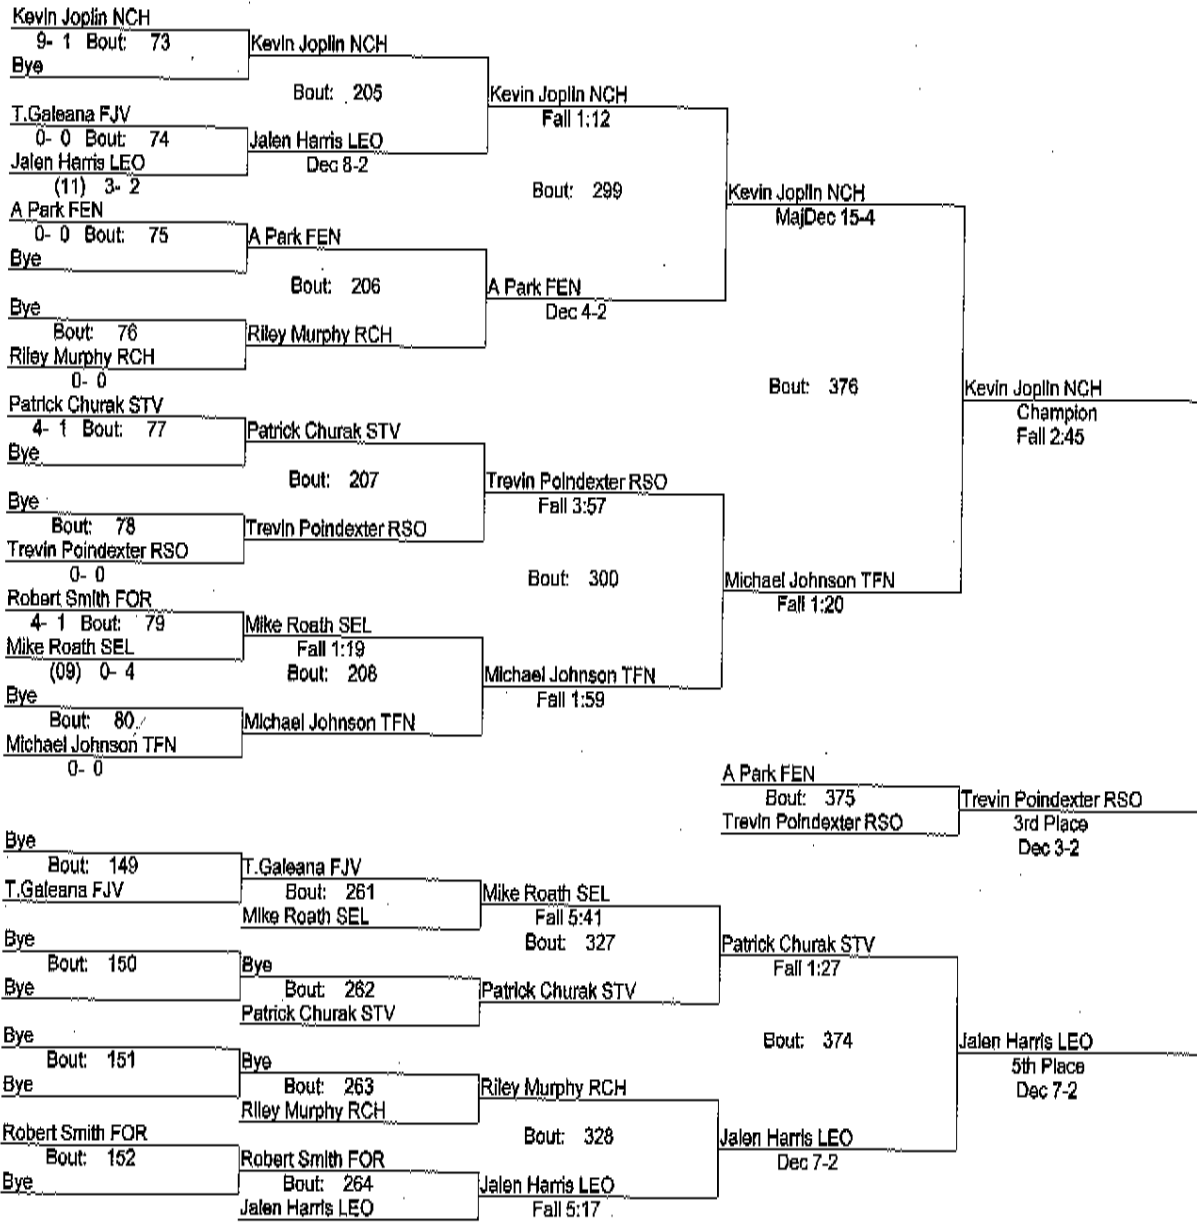 Kevin Joplin NCH
9- 1 Bout: 73
Bye
Kevin Joplin NCH
Bout: 205
T.Galeana FJV
0- 0 Bout: 74
Jalen Harris LEO
(11) 3- 2
Jalen Harris LEO
Dec 8-2
Kevin Joplin NCH
Fall 1:12
Bout: 299
A Park FEN
0- 0 Bout: 75
Bye
A Park FEN
Bout: 206
Bye
Bout: 76
Riley Murphy RCH
0- 0
Riley Murphy RCH
A Park FEN
Dec 4-2
Kevin Joplin NCH
MajDec 15-4
Bout: 376
Kevin Joplin NCH
Champion
Fall 2:45
Patrick Churak STV
4- 1 Bout: 77
Bye
Patrick Churak STV
Bout: 207
Bye
Bout: 78
Trevin Poindexter RSO
0- 0
Trevin Poindexter RSO
Trevin Poindexter RSO
Fall 3:57
Bout: 300
Robert Smith FOR
4- 1 Bout: 79
Mike Roath SEL
(09) 0- 4
Mike Roath SEL
Fall 1:19
Bout: 208
Bye
Bout: 80
Michael Johnson TFN
0- 0
Michael Johnson TFN
Michael Johnson TFN
Fall 1:59
Michael Johnson TFN
Fall 1:20
A Park FEN
Bout: 375
Trevin Poindexter RSO
Trevin Poindexter RSO
3rd Place
Dec 3-2
Bye
Bout: 149
T.Galeana FJV
T.Galeana FJV
Bout: 261
Mike Roath SEL
Mike Roath SEL
Fall 5:41
Bout: 327
Bye
Bout: 150
Bye
Bye
Bout: 262
Patrick Churak STV
Patrick Churak STV
Patrick Churak STV
Fall 1:27
Bout: 374
Bye
Bout: 151
Bye
Bye
Bout: 263
Riley Murphy RCH
Riley Murphy RCH
Bout: 328
Robert Smith FOR
Bout: 152
Bye
Robert Smith FOR
Bout: 264
Jalen Harris LEO
Jalen Harris LEO
Fall 5:17
Jalen Harris LEO
Dec 7-2
Jalen Harris LEO
5th Place
Dec 7-2